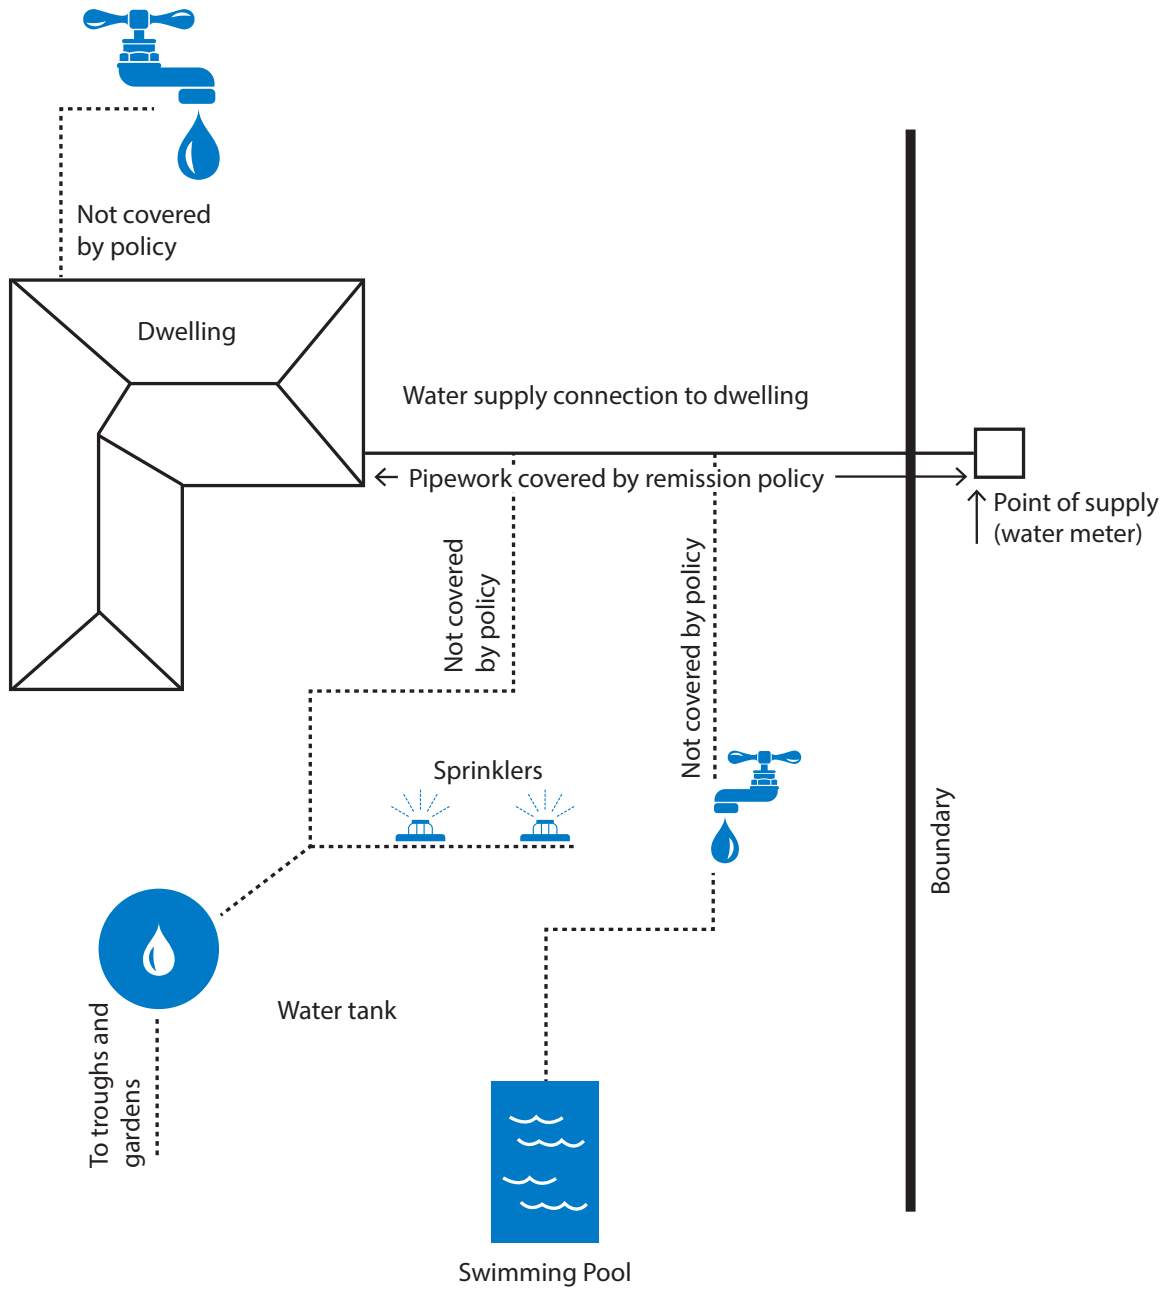 Not covered
by policy
Dwelling
Water supply connection to dwelling
Pipework covered by remission policy
Point of supply
(water meter)
Not covered
by policy
Not covered by policy
Sprinklers
Boundary
Water tank
To troughs and
gardens
Swimming Pool